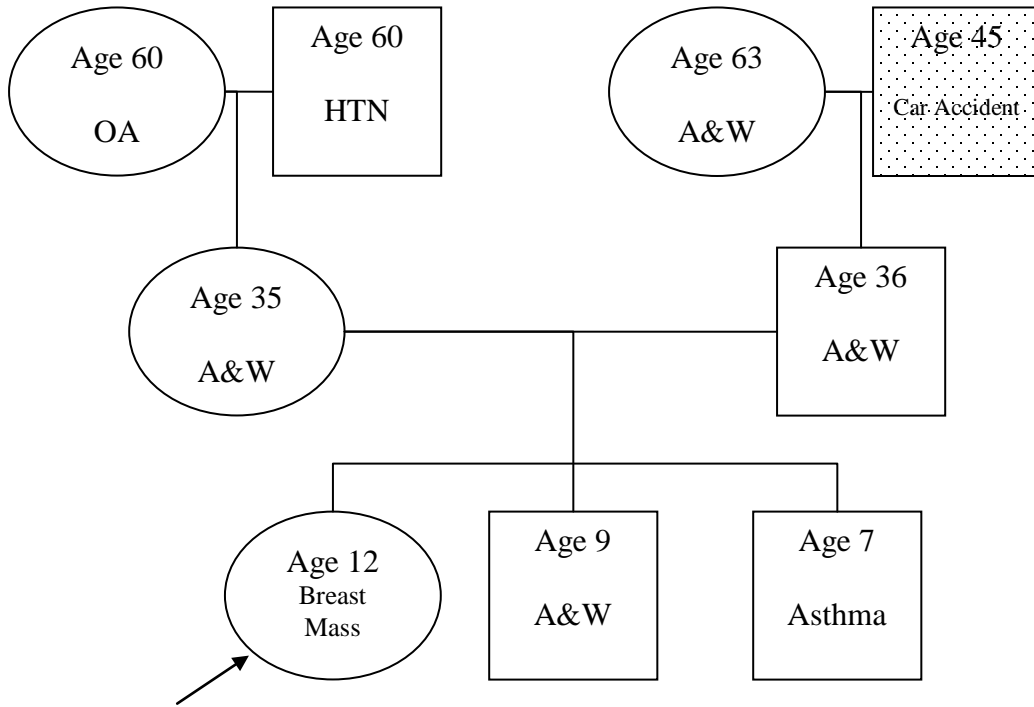 Age 60
OA
Age 60
HTN
Age 63
A&W
Age 45
Car Accident
Age 35
A&W
Age 36
A&W
Age 12
Breast
Mass
Age 9
A&W
Age 7
Asthma